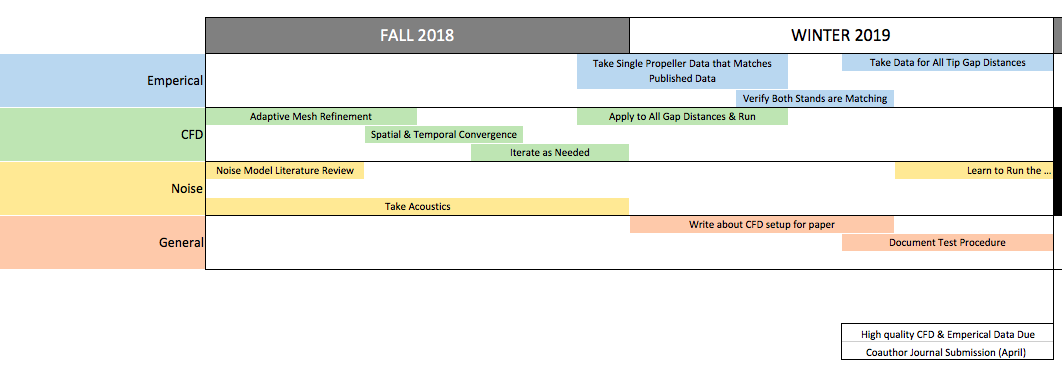 FALL 2018
WINTER 2019
Emperical
Take Single Propeller Data that Matches
Published Data
Take Data for All Tip Gap Distances
Verify Both Stands are Matching
CFD
Adaptive Mesh Refinement
Apply to All Gap Distances & Run
Spatial & Temporal Convergence
Iterate as Needed
Noise
Noise Model Literature Review
Learn to Run the ...
Take Acoustics
General
Write about CFD setup for paper
Document Test Procedure
High quality CFD & Emperical Data Due
Coauthor Journal Submission (April)